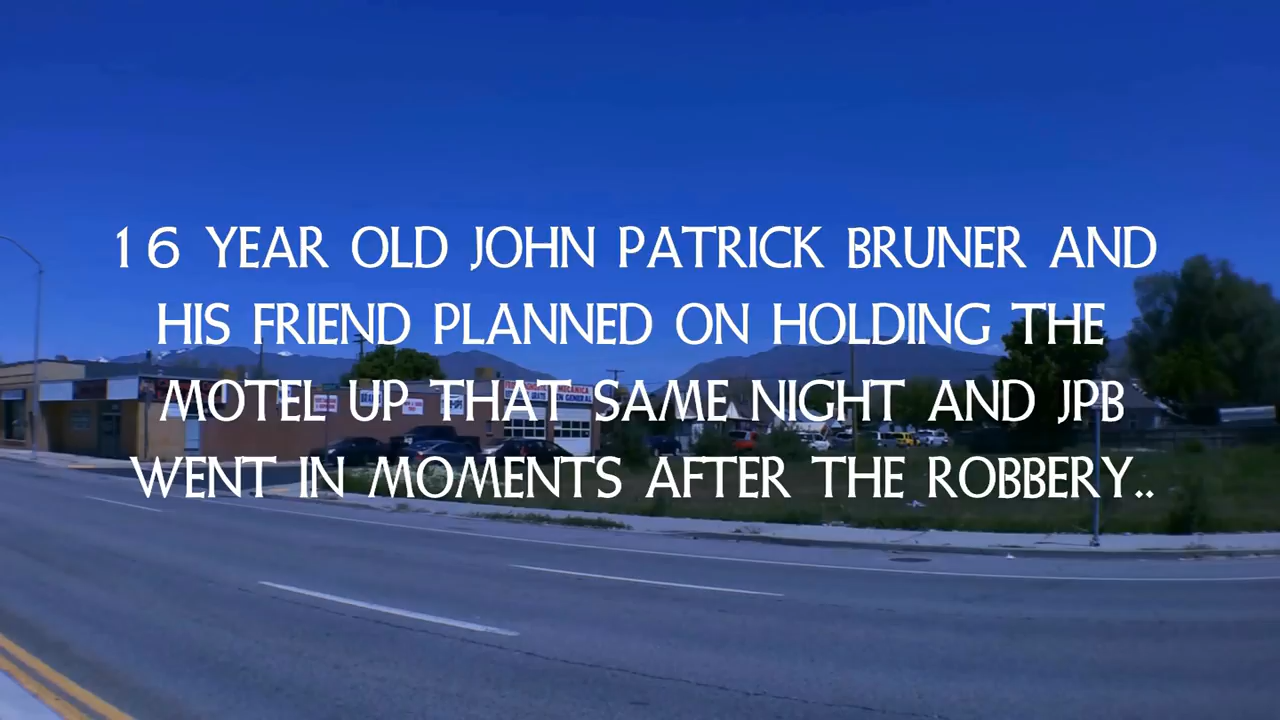 16 YEAR OLD JOHN PATRICK BRUNER AND
HIS FRIEND PLANNED ON HOLDING THE
MOTEL UP THAT SAME NIGHT AND JPB
WENT IN MOMENTS AFTER THE ROBBERY..